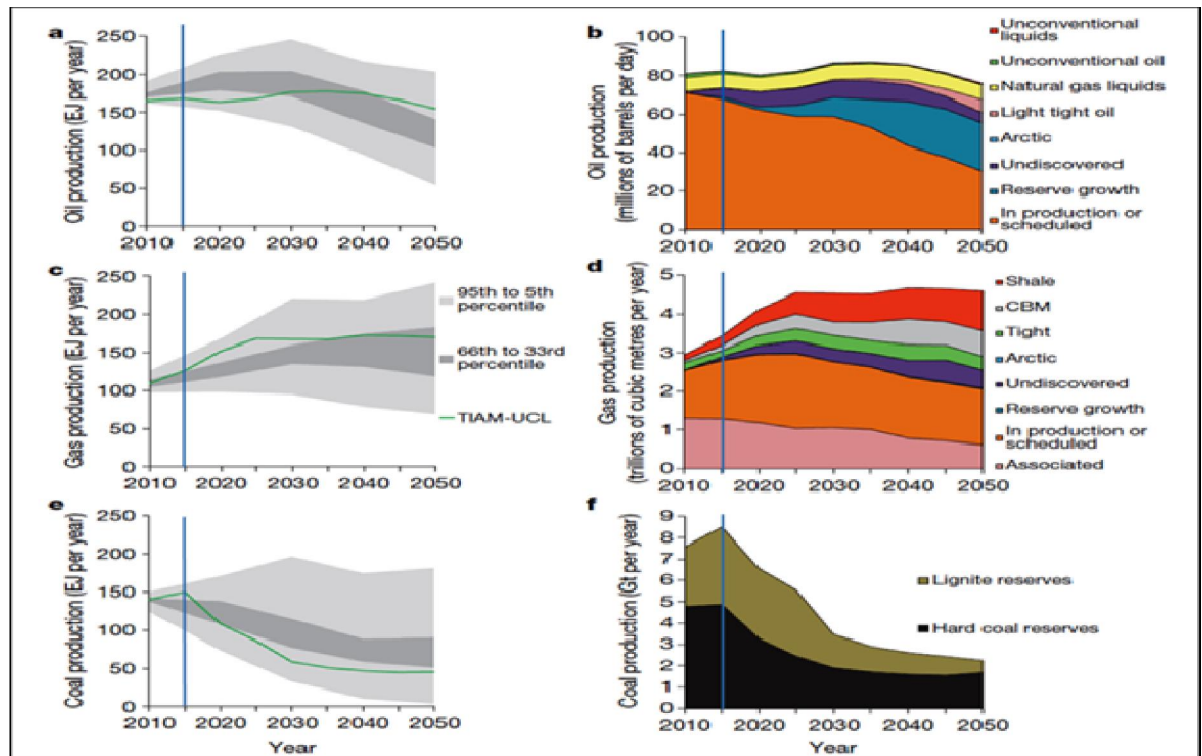 a
Oil production (EJ per year)
250
200
150
100
50
0
2010 2020 2030 2040 2050
b
Oil production
(millions of barrels per day)
100
80
60
40
20
0
2010 2020 2030 2040 2050
Unconventional
liquids
Unconventional oil
Natural gas liquids
Light tight oil
Arctic
Undiscovered
Reserve growth
In production or
scheduled
c
Gas production (EJ per year)
250
200
150
100
50
0
2010 2020 2030 2040 2050
95th to 5th
percentile
66th to 33rd
percentile
TIAM-UCL
d
Gas production
(trillions of cubic metres per year)
5
4
3
2
1
0
2010 2020 2030 2040 2050
Shale
CBM
Tight
Arctic
Undiscovered
Reserve growth
In production or
scheduled
Associated
e
Coal production (EJ per year)
250
200
150
100
50
0
2010 2020 2030 2040 2050
Year
f
Coal production (Gt per year)
9
8
7
6
5
4
3
2
1
0
2010 2020 2030 2040 2050
Year
Lignite reserves
Hard coal reserves